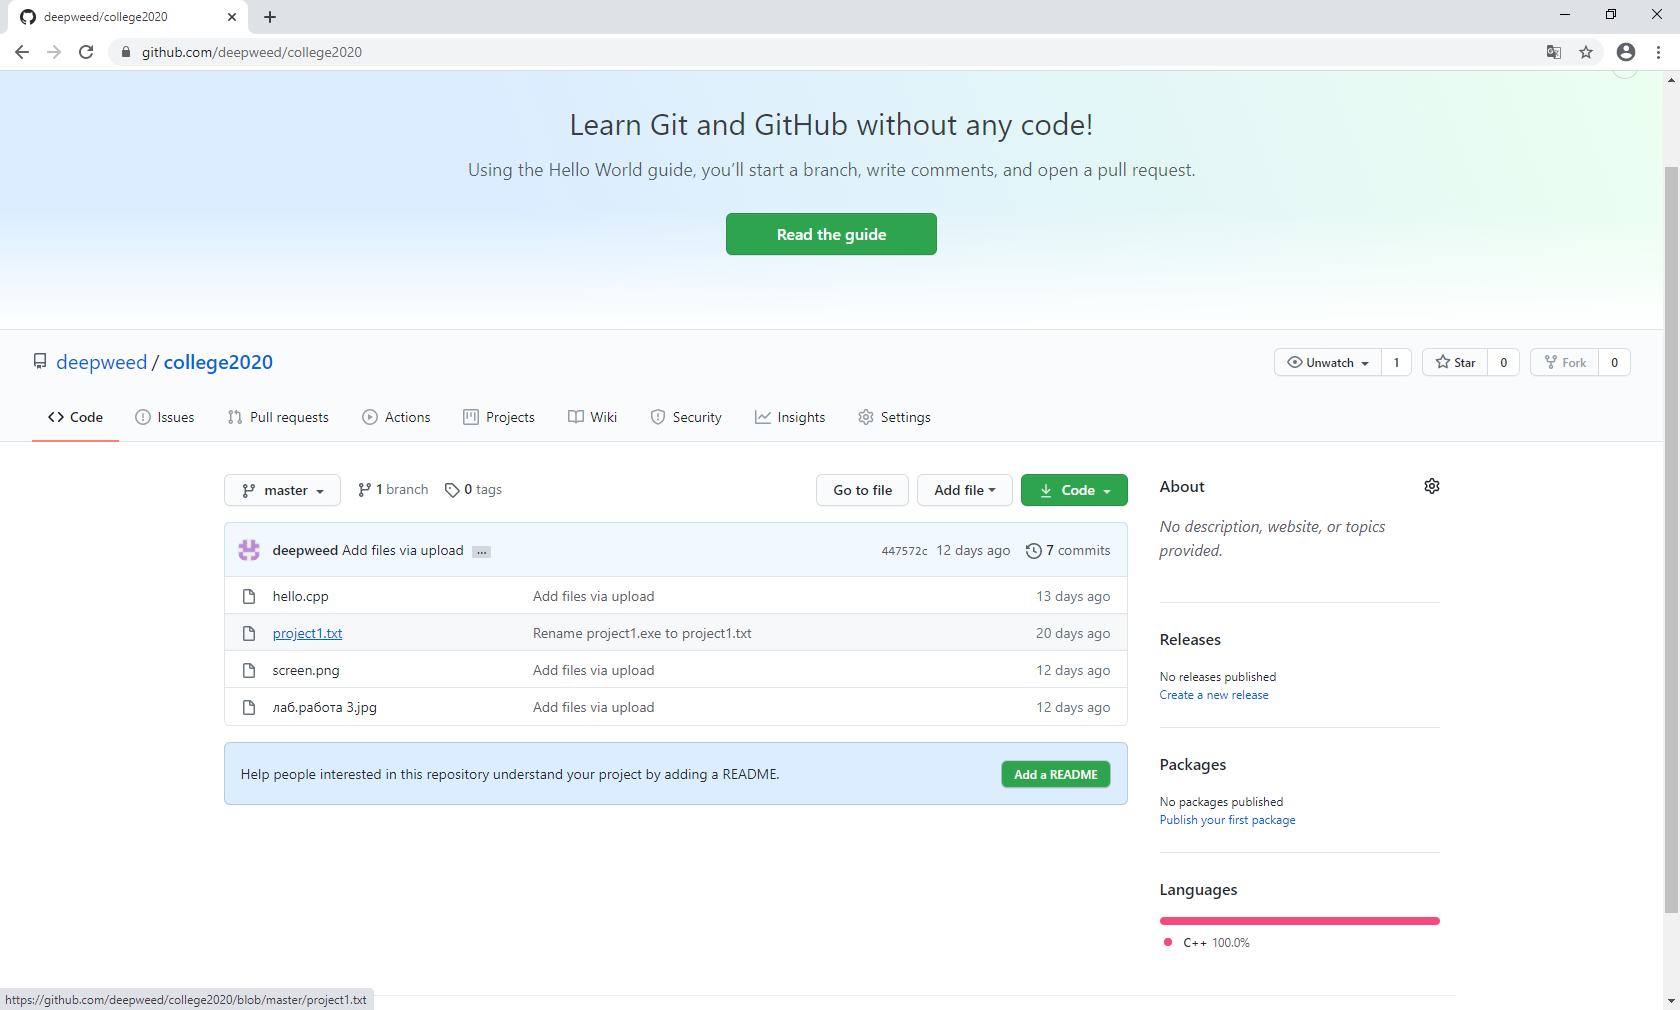 deepweed/college2020
github.com/deepweed/college2020
Learn Git and GitHub without any code!
Using the Hello World guide, you’ll start a branch, write comments, and open a pull request.
Read the guide
deepweed / college2020
Unwatch 1 Star 0 Fork 0
Code Issues Pull requests Actions Projects Wiki Security Insights Settings
master 1 branch 0 tags Go to file Add file Code
deepweed Add files via upload ... 447572c 12 days ago 7 commits
hello.cpp Add files via upload 13 days ago
project1.txt Rename project1.exe to project1.txt 20 days ago
screen.png Add files via upload 12 days ago
лаб.работа 3.jpg Add files via upload 12 days ago
Help people interested in this repository understand your project by adding a README. Add a README
About
No description, website, or topics
provided.
Releases
No releases published
Create a new release
Packages
No packages published
Publish your first package
Languages
C++ 100.0%
https://github.com/deepweed/college2020/blob/master/project1.txt